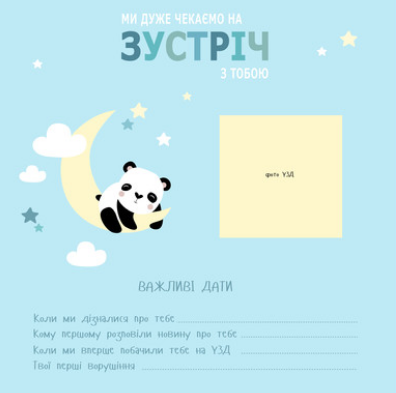 МИ ДУЖЕ ЧЕКАЄМО НА
ЗУСТРІЧ
З ТОБОЮ
фото УЗД
ВАЖЛИВІ ДАТИ
Коли ми дізналися про тебе
Кому першому розповіли новину про тебе
Коли ми вперше побачили тебе на УЗД
Твої перші ворушіння